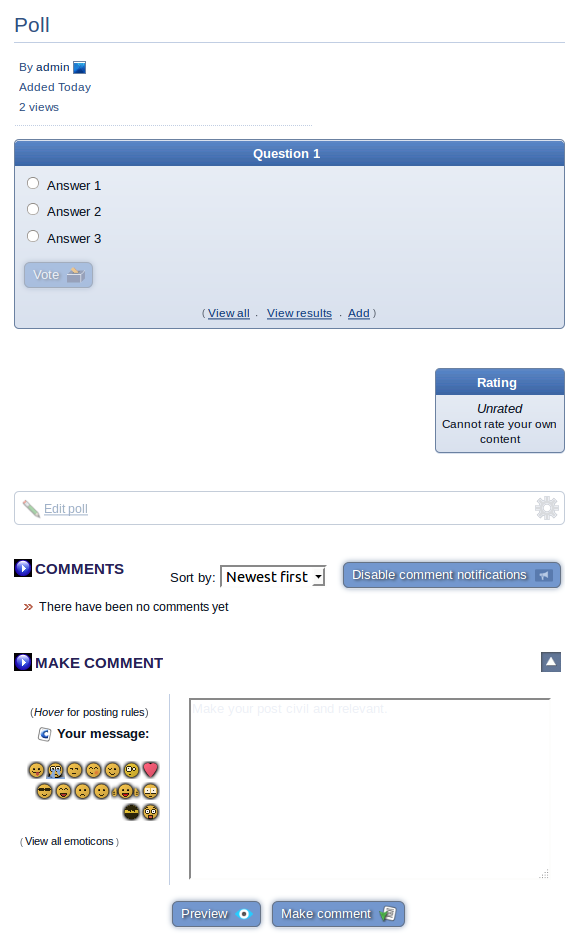 Poll
By admin
Added Today
2 views
Question 1
Answer 1
Answer 2
Answer 3
Vote
( View all . View results . Add )
Rating
Unrated
Cannot rate your own
content
Edit poll
COMMENTS
Sort by: Newest first
Disable comment notifications
There have been no comments yet
MAKE COMMENT
(Hover for posting rules)
Your message:
Make your post civil and relevant.
( View all emoticons )
Preview
Make comment